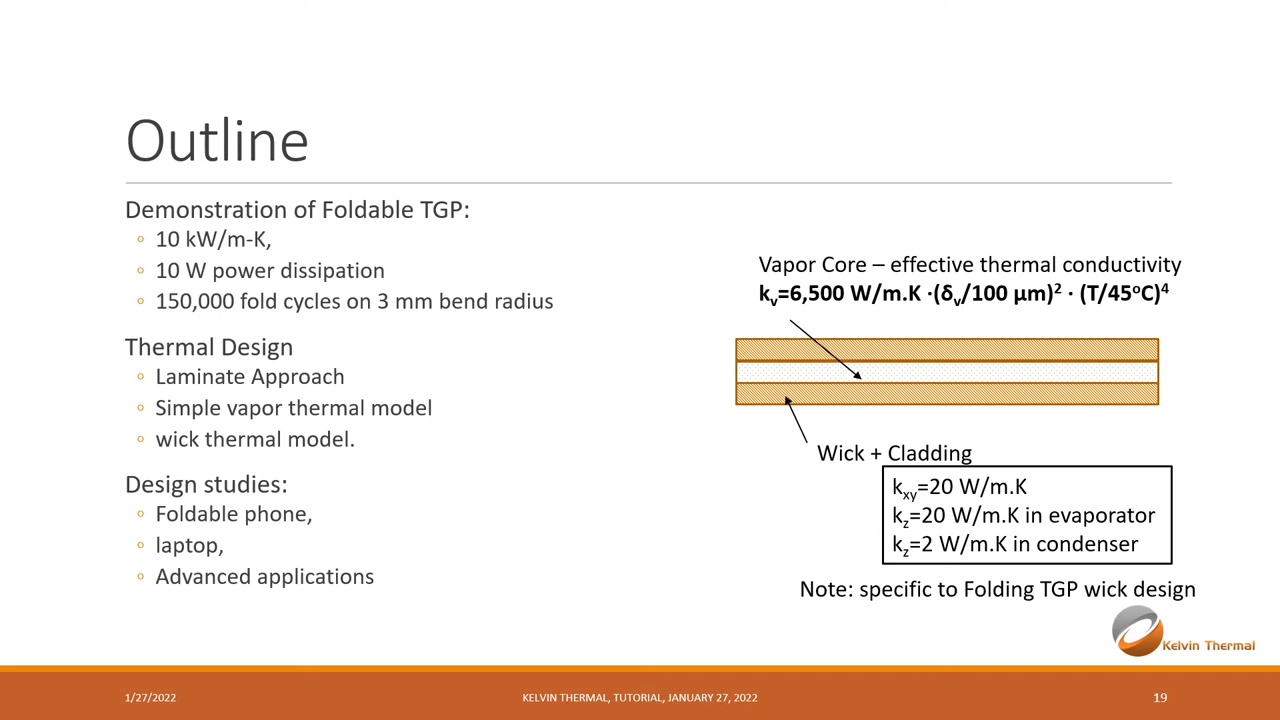 Outline
Demonstration of Foldable TGP:
◦ 10 kW/m-K,
◦ 10 W power dissipation
◦ 150,000 fold cycles on 3 mm bend radius
Thermal Design
◦ Laminate Approach
◦ Simple vapor thermal model
◦ wick thermal model.
Design studies:
◦ Foldable phone,
◦ laptop,
◦ Advanced applications
Vapor Core – effective thermal conductivity
kᵥ=6,500 W/m.K ·(δᵥ/100 µm)² · (T/45ºC)⁴
Wick + Cladding
k_xy=20 W/m.K
k_z=20 W/m.K in evaporator
k_z=2 W/m.K in condenser
Note: specific to Folding TGP wick design
Kelvin Thermal
1/27/2022
KELVIN THERMAL, TUTORIAL, JANUARY 27, 2022
19